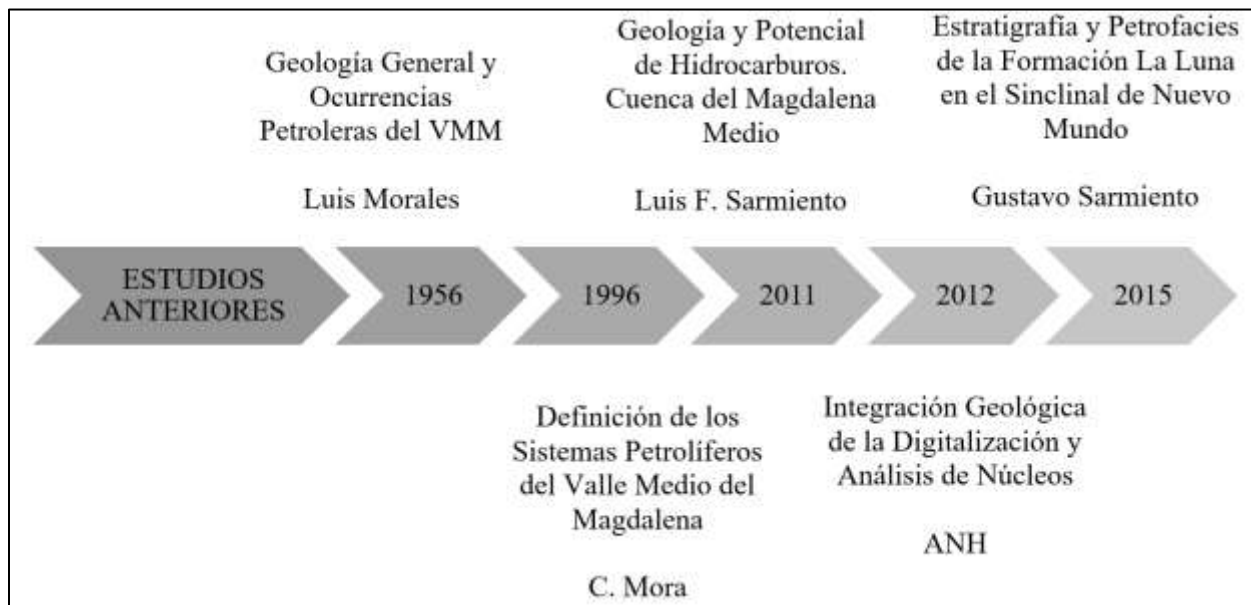 Geología General y
Ocurrencias
Petroleras del VMM
Luis Morales
Geología y Potencial
de Hidrocarburos.
Cuenca del Magdalena
Medio
Luis F. Sarmiento
Estratigrafía y Petrofacies
de la Formación La Luna
en el Sinclinal de Nuevo
Mundo
Gustavo Sarmiento
ESTUDIOS
ANTERIORES
1956
1996
2011
2012
2015
Definición de los
Sistemas Petrolíferos
del Valle Medio del
Magdalena
C. Mora
Integración Geológica
de la Digitalización y
Análisis de Núcleos
ANH